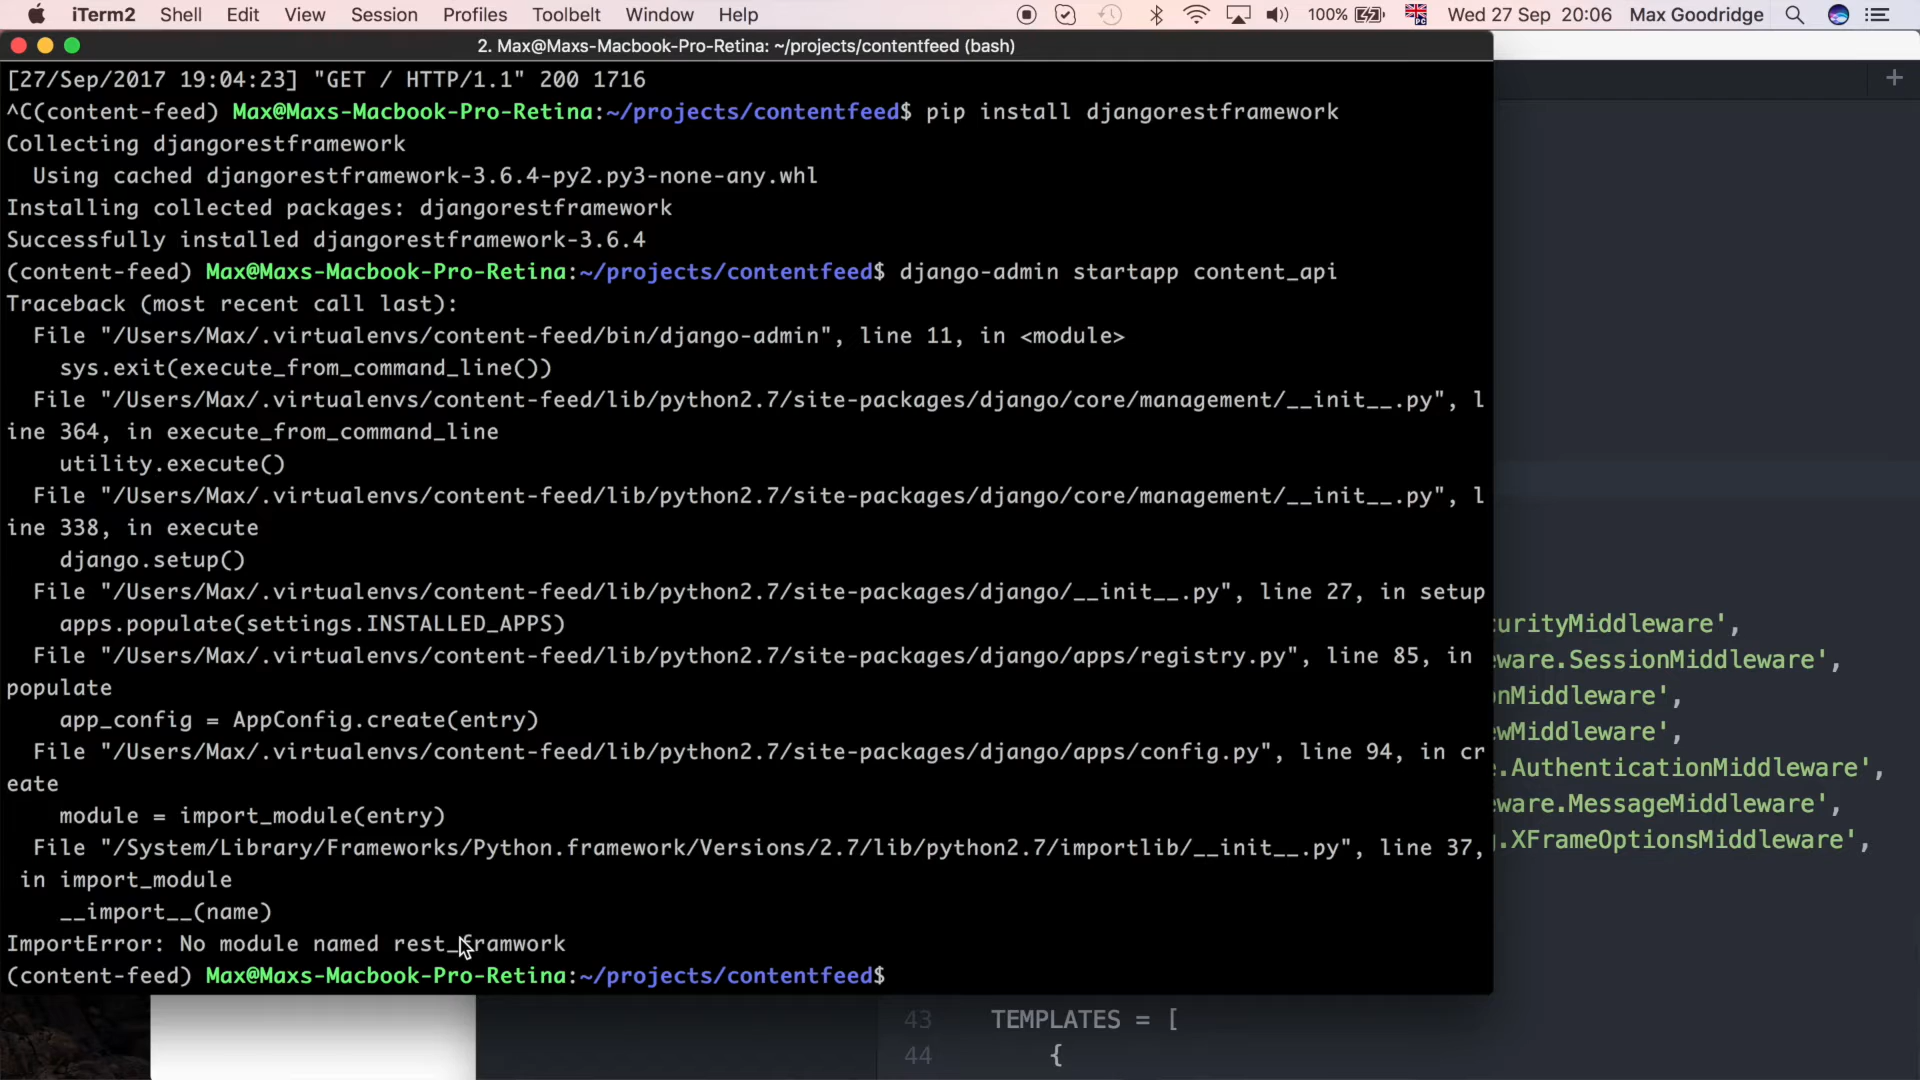 iTerm2 Shell Edit View Session Profiles Toolbelt Window Help 100% Wed 27 Sep 20:06 Max Goodridge
2. Max@Maxs-Macbook-Pro-Retina: ~/projects/contentfeed (bash)
[27/Sep/2017 19:04:23] "GET / HTTP/1.1" 200 1716
^C(content-feed) Max@Maxs-Macbook-Pro-Retina:~/projects/contentfeed$ pip install djangorestframework
Collecting djangorestframework
  Using cached djangorestframework-3.6.4-py2.py3-none-any.whl
Installing collected packages: djangorestframework
Successfully installed djangorestframework-3.6.4
(content-feed) Max@Maxs-Macbook-Pro-Retina:~/projects/contentfeed$ django-admin startapp content_api
Traceback (most recent call last):
  File "/Users/Max/.virtualenvs/content-feed/bin/django-admin", line 11, in <module>
    sys.exit(execute_from_command_line())
  File "/Users/Max/.virtualenvs/content-feed/lib/python2.7/site-packages/django/core/management/__init__.py", l
ine 364, in execute_from_command_line
    utility.execute()
  File "/Users/Max/.virtualenvs/content-feed/lib/python2.7/site-packages/django/core/management/__init__.py", l
ine 338, in execute
    django.setup()
  File "/Users/Max/.virtualenvs/content-feed/lib/python2.7/site-packages/django/__init__.py", line 27, in setup
    apps.populate(settings.INSTALLED_APPS)
  File "/Users/Max/.virtualenvs/content-feed/lib/python2.7/site-packages/django/apps/registry.py", line 85, in
populate
    app_config = AppConfig.create(entry)
  File "/Users/Max/.virtualenvs/content-feed/lib/python2.7/site-packages/django/apps/config.py", line 94, in cr
eate
    module = import_module(entry)
  File "/System/Library/Frameworks/Python.framework/Versions/2.7/lib/python2.7/importlib/__init__.py", line 37,
 in import_module
    __import__(name)
ImportError: No module named rest_framwork
(content-feed) Max@Maxs-Macbook-Pro-Retina:~/projects/contentfeed$
curityMiddleware',
eware.SessionMiddleware',
onMiddleware',
ewMiddleware',
e.AuthenticationMiddleware',
eware.MessageMiddleware',
g.XFrameOptionsMiddleware',
43 TEMPLATES = [
44 {